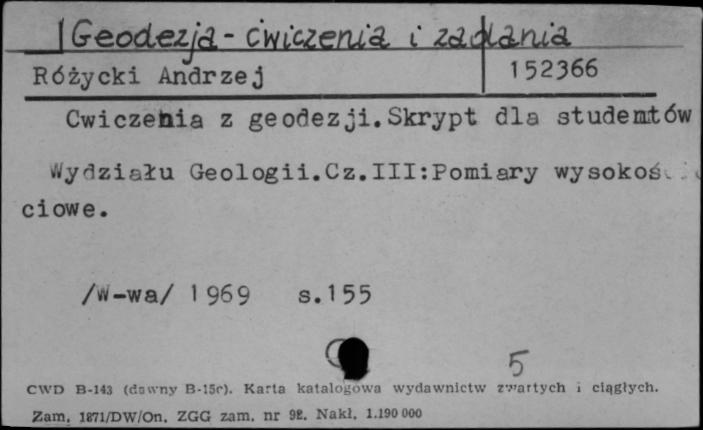 Geodezja - ćwiczenia i zadania
Różycki Andrzej 152366
Cwiczenia z geodezji.Skrypt dla studentów
Wydziału Geologii.Cz.III:Pomiary wysokoś
ciowe.
/W-wa/ 1969 s.155
5
CWD B-143 (dawny B-15c). Karta katalogowa wydawnictw zwartych i ciągłych.
Zam. 1871/DW/On. ZGG zam. nr 98. Nakł. 1.190 000